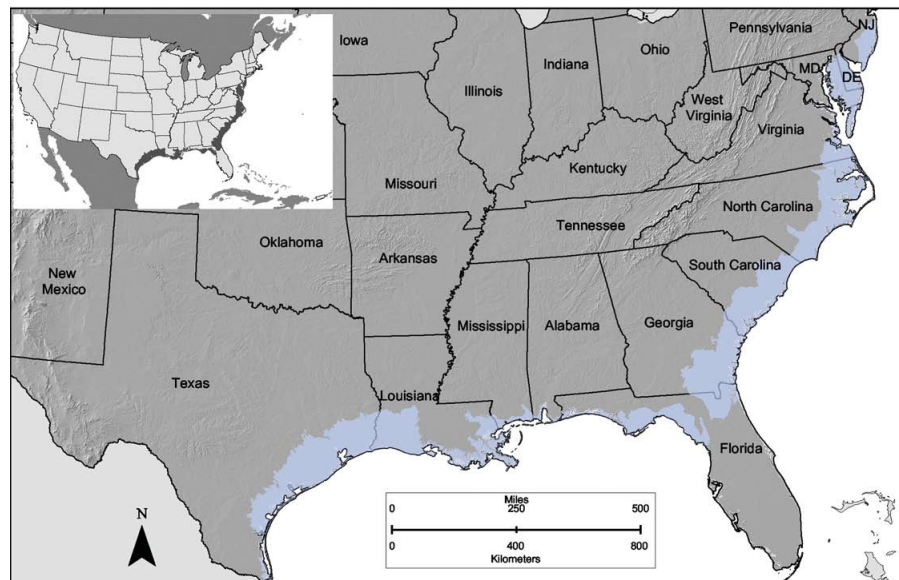 Pennsylvania
NJ
Iowa
Ohio
Indiana
MD
DE
Illinois
West
Virginia
Virginia
Kentucky
Missouri
North Carolina
Tennessee
Oklahoma
Arkansas
South Carolina
New
Mexico
Mississippi
Alabama
Georgia
Texas
Louisiana
Florida
Miles
0 250 500
0 400 800
Kilometers
N